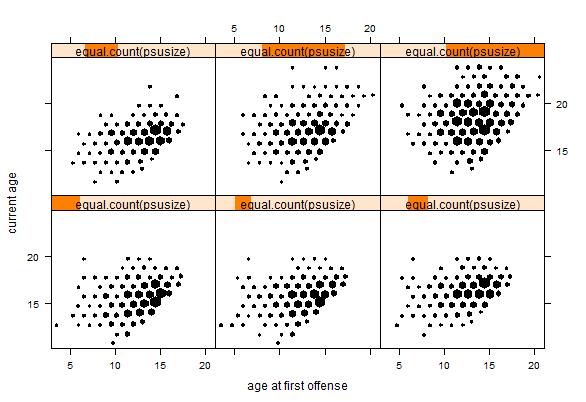 5 10 15 20
equal.count(psusize) equal.count(psusize) equal.count(psusize)
15
equal.count(psusize) equal.count(psusize) equal.count(psusize)
20
15
current age
5 10 15 20 5 10 15 20
age at first offense